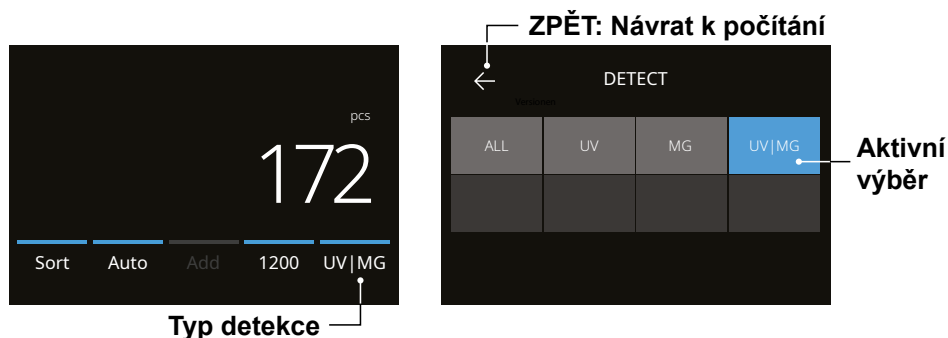 ZPĚT: Návrat k počítání
DETECT
Versionen
pcs
172
ALL UV MG UV|MG
Aktivní
výběr
Sort Auto Add 1200 UV|MG
Typ detekce